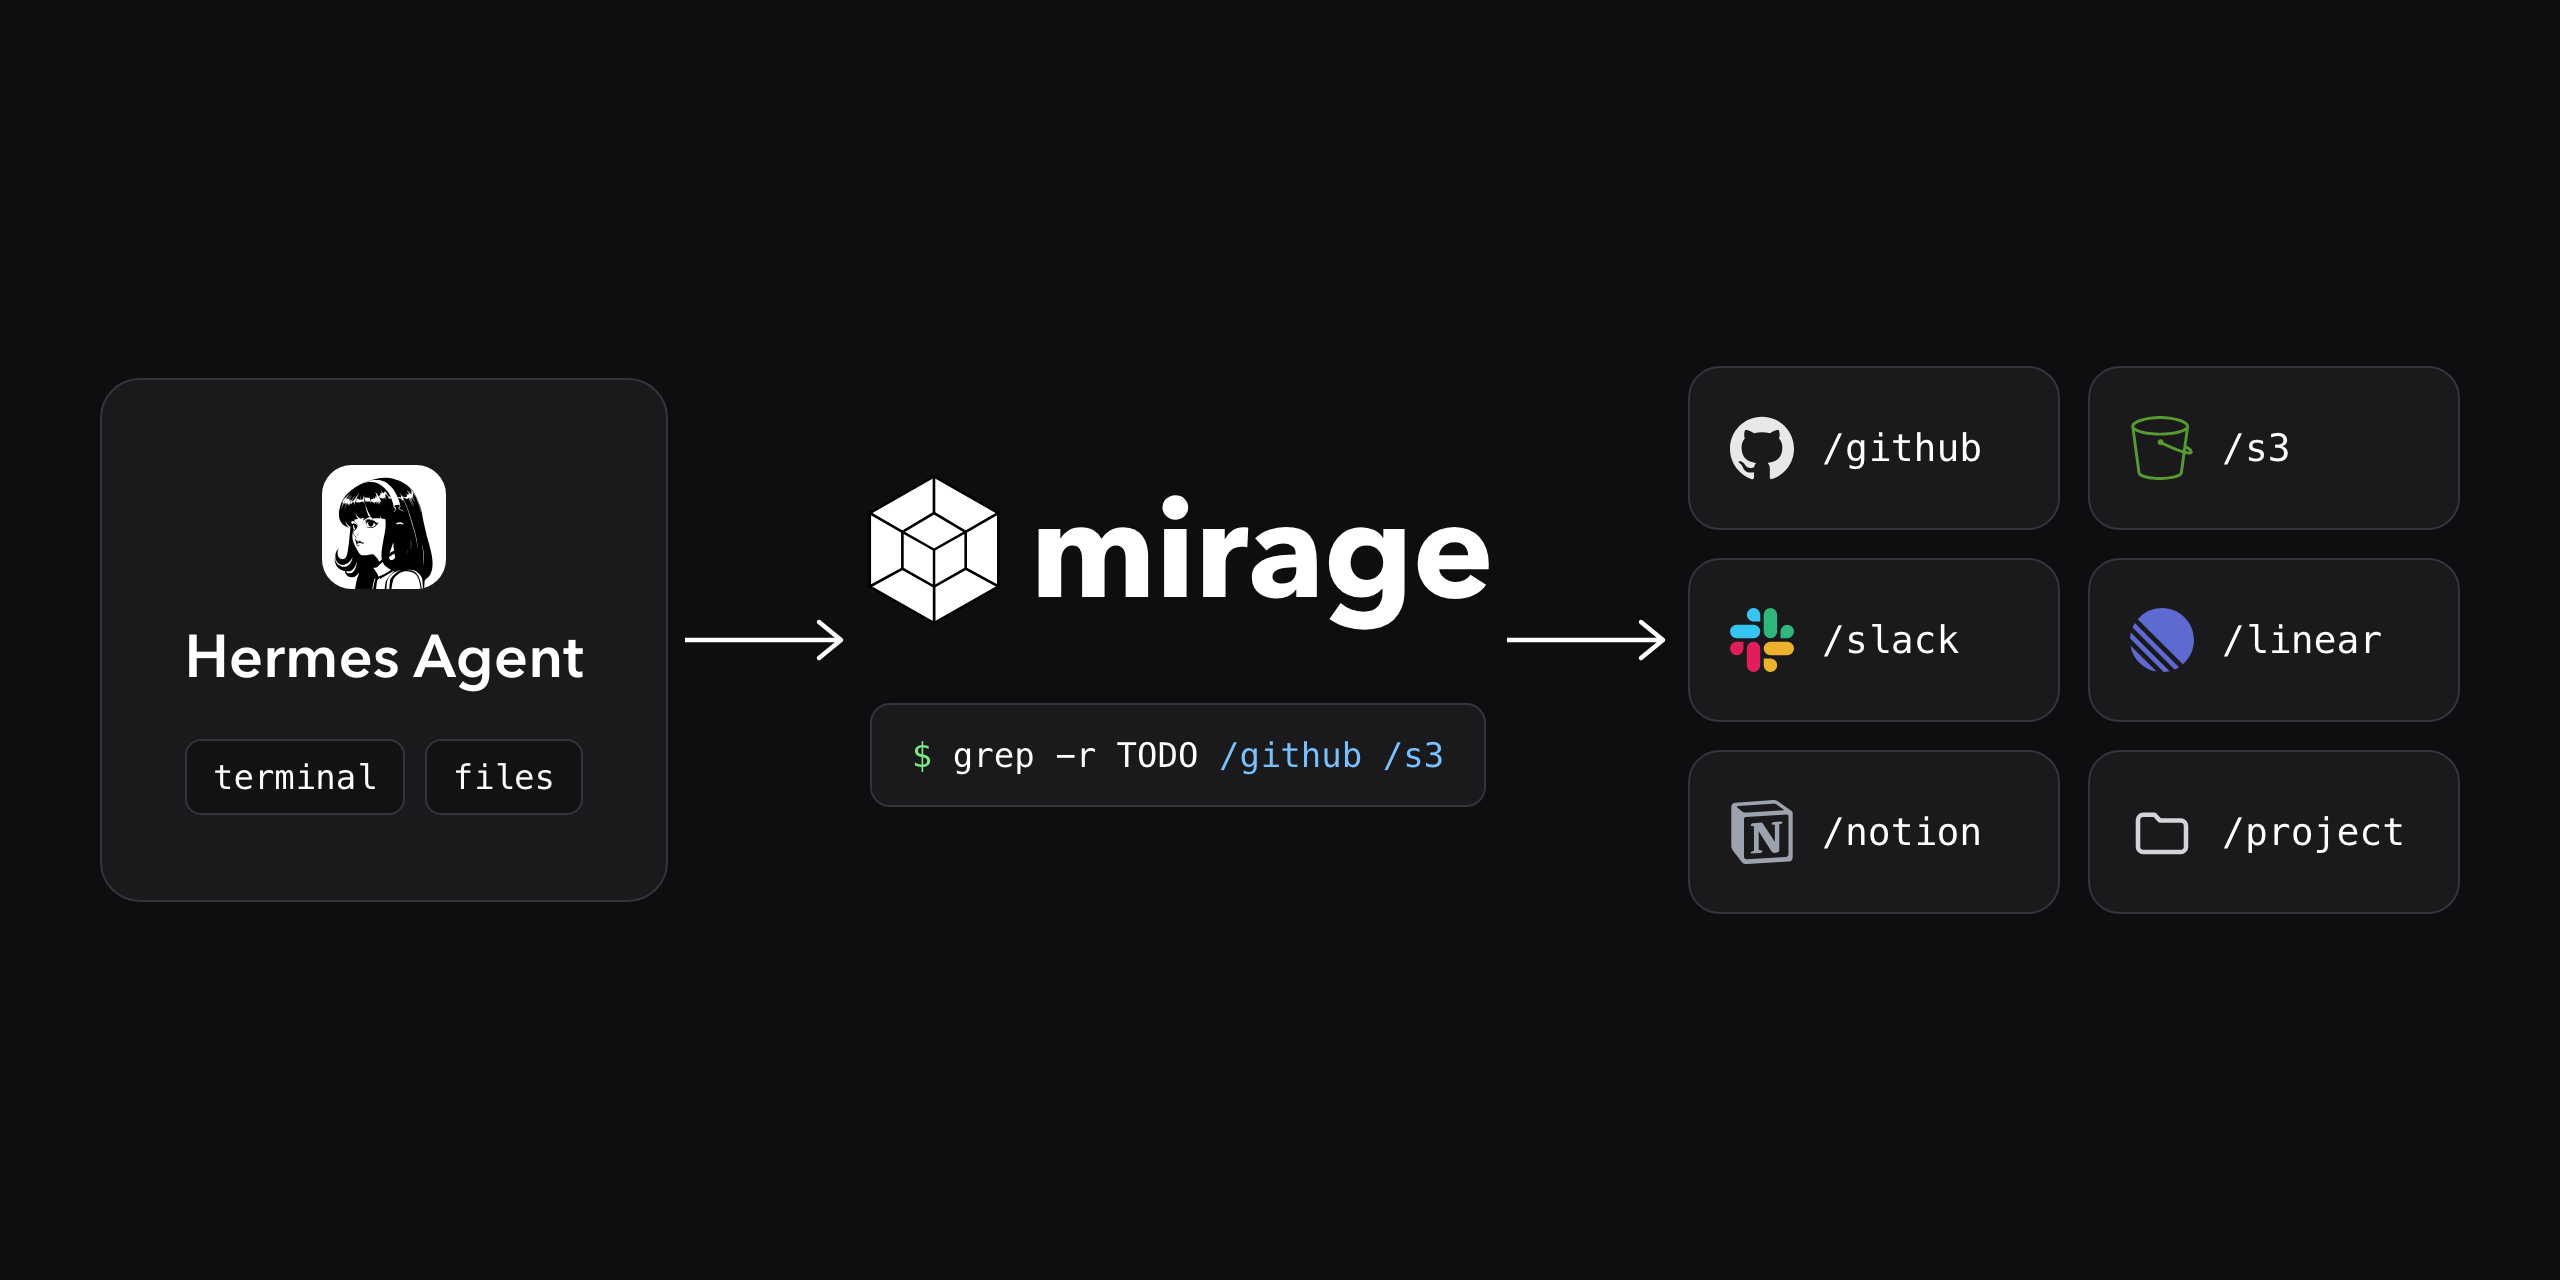 Hermes Agent
terminal
files
mirage
$ grep -r TODO /github /s3
/github
/s3
/slack
/linear
/notion
/project